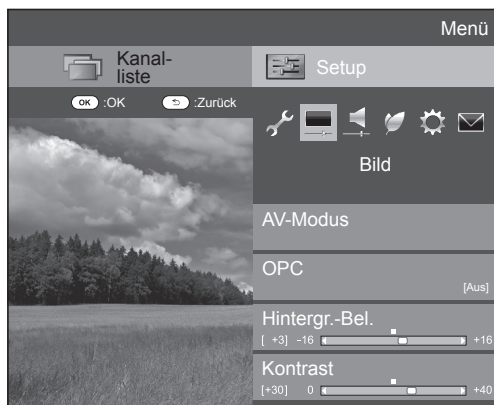 Menü
Kanal-
liste
Setup
OK :OK :Zurück
Bild
AV-Modus
OPC
[Aus]
Hintergr.-Bel.
[ +3] -16 +16
Kontrast
[+30] 0 +40